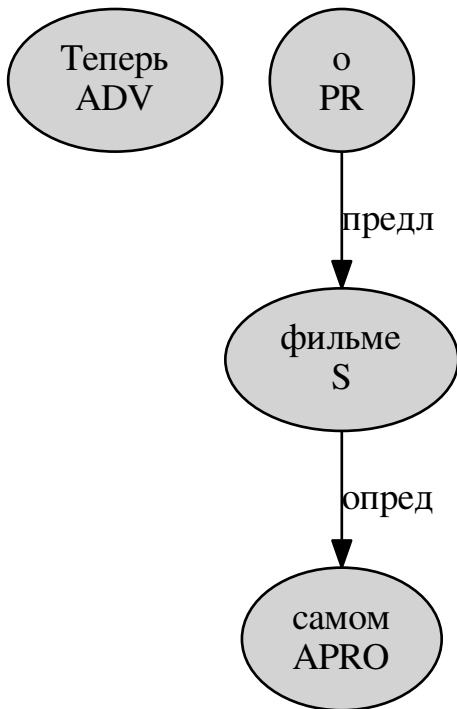 Теперь
ADV
о
PR
предл
фильме
S
опред
самом
APRO